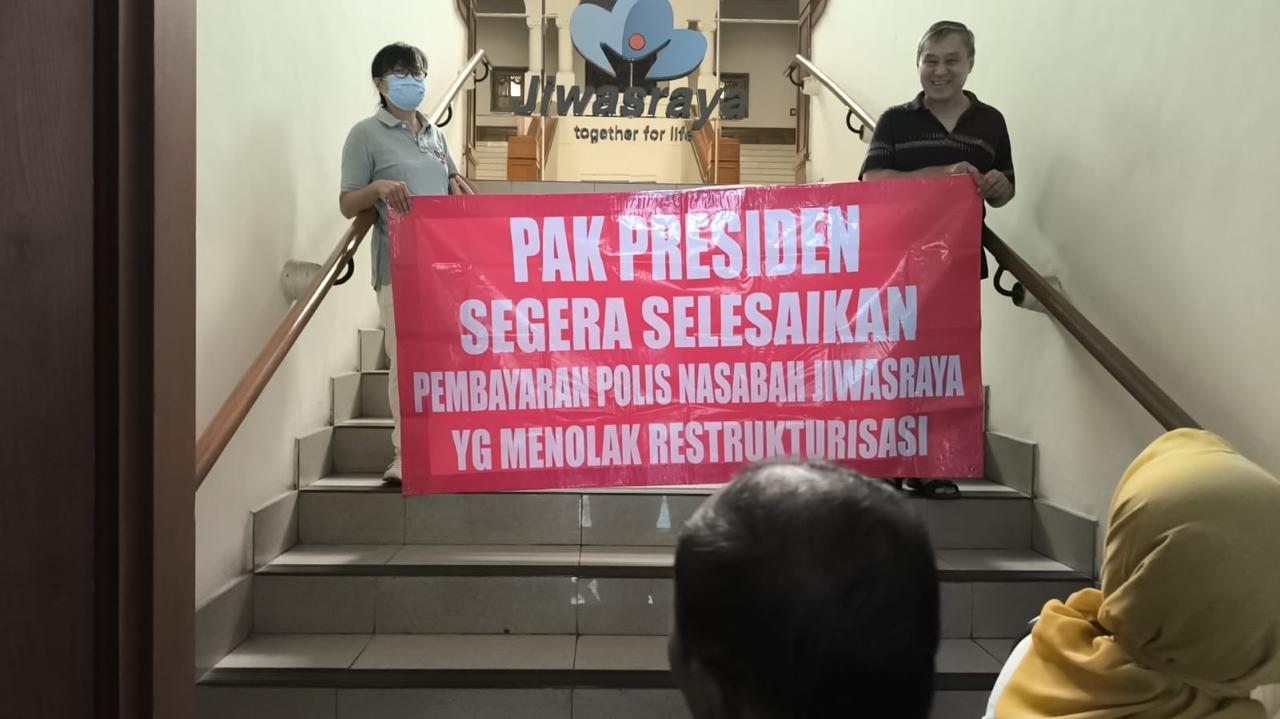 Jiwasraya
together for life
PAK PRESIDEN
SEGERA SELESAIKAN
PEMBAYARAN POLIS NASABAH JIWASRAYA
YG MENOLAK RESTRUKTURISASI